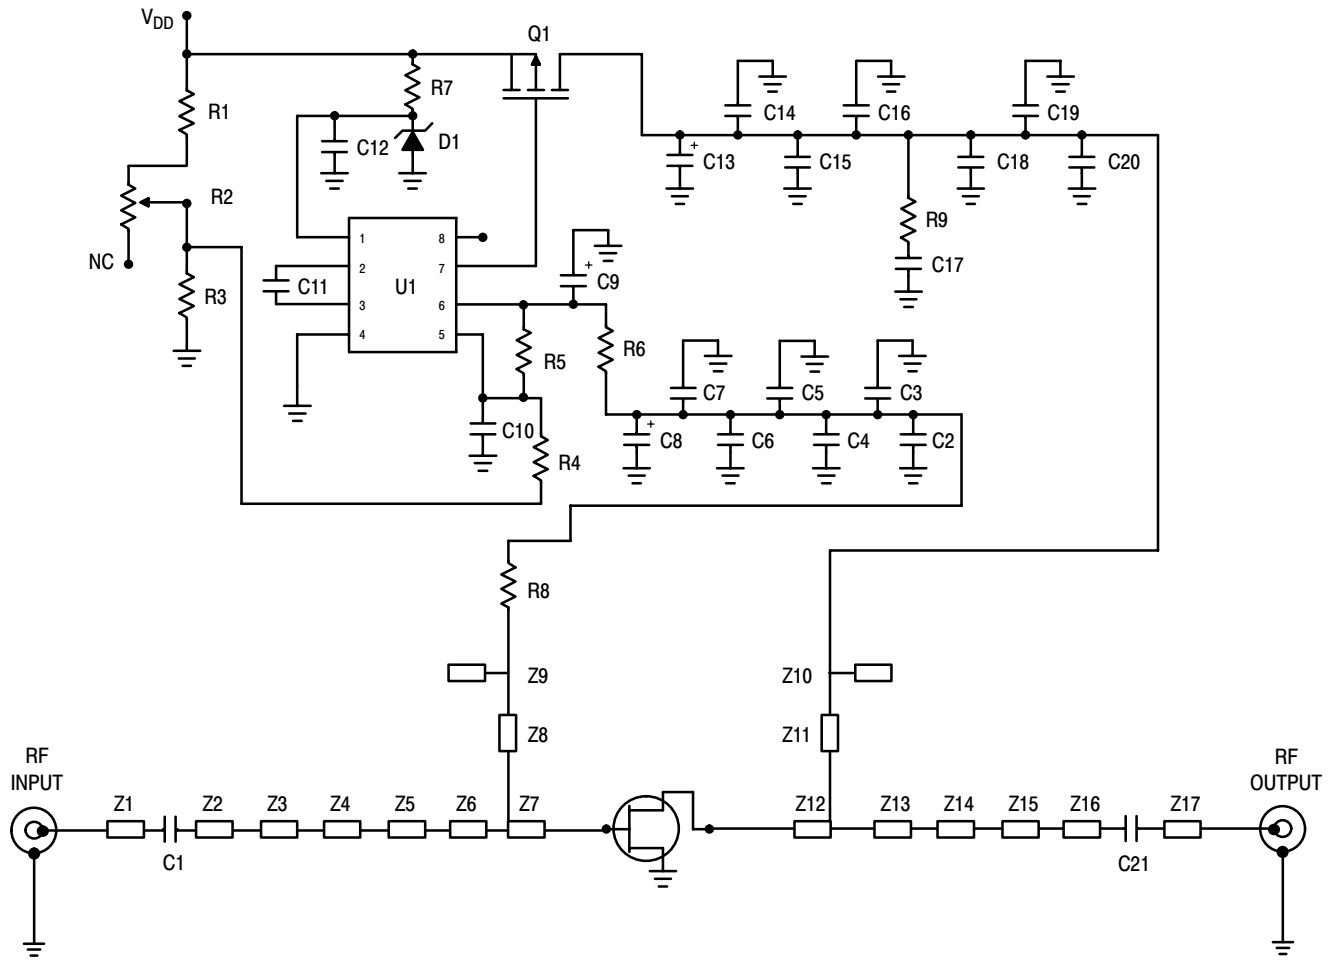 VDD
Q1
R7
R1
C12
D1
C14
C16
C19
C13
C15
C18
C20
R2
R9
NC
R3
C17
1
2
3
4
8
7
6
5
U1
C11
C9
R5
R6
C7
C5
C3
C10
R4
+
C8
C6
C4
C2
+
+
R8
Z9
Z10
Z8
Z11
RF
INPUT
RF
OUTPUT
Z1
Z2
Z3
Z4
Z5
Z6
Z7
Z12
Z13
Z14
Z15
Z16
Z17
C1
C21